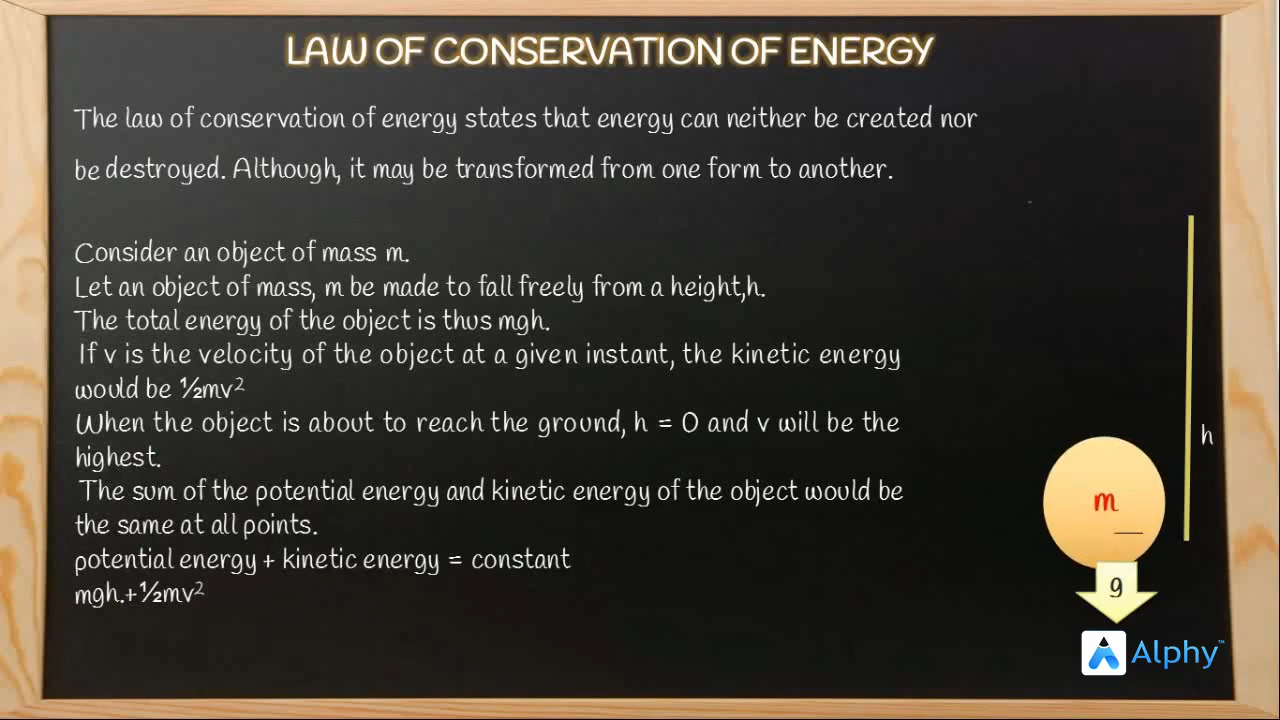 LAW OF CONSERVATION OF ENERGY
The law of conservation of energy states that energy can neither be created nor
be destroyed. Although, it may be transformed from one form to another.
Consider an object of mass m.
Let an object of mass, m be made to fall freely from a height,h.
The total energy of the object is thus mgh.
If v is the velocity of the object at a given instant, the kinetic energy
would be ½mv²
When the object is about to reach the ground, h = 0 and v will be the
highest.
The sum of the potential energy and kinetic energy of the object would be
the same at all points.
potential energy + kinetic energy = constant
mgh.+½mv²
h
m
g
Alphy™